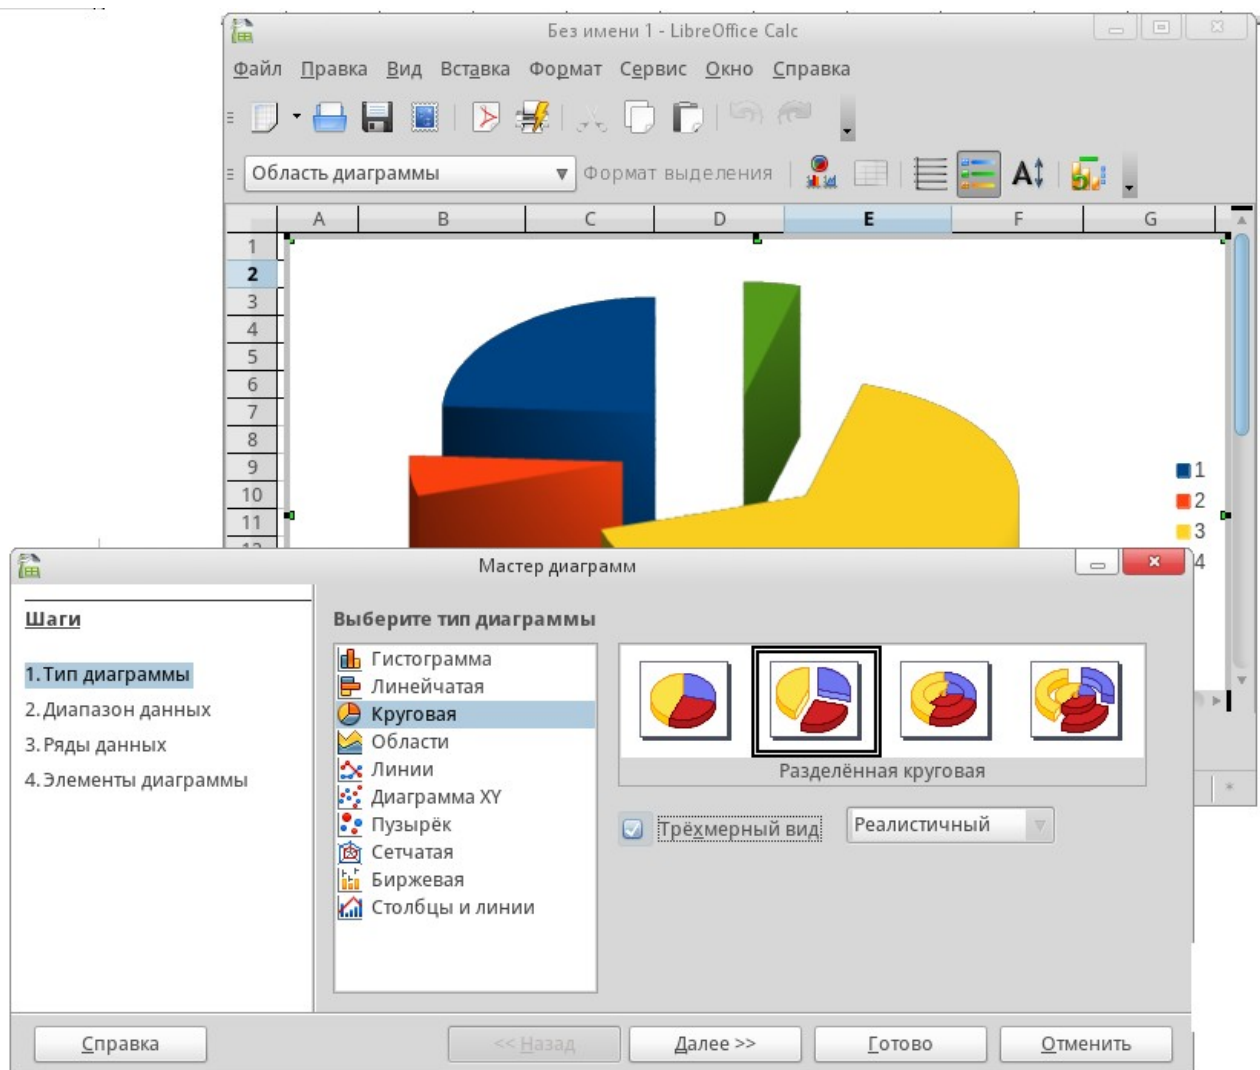 Без имени 1 - LibreOffice Calc
Файл Правка Вид Вставка Формат Сервис Окно Справка
Область диаграммы Формат выделения
A B C D E F G
1
2
3
4
5
6
7
8
9
10
11
1
2
3
4
Мастер диаграмм
Шаги
1. Тип диаграммы
2. Диапазон данных
3. Ряды данных
4. Элементы диаграммы
Выберите тип диаграммы
Гистограмма
Линейчатая
Круговая
Области
Линии
Диаграмма XY
Пузырёк
Сетчатая
Биржевая
Столбцы и линии
Разделённая круговая
Трёхмерный вид Реалистичный
Справка << Назад Далее >> Готово Отменить